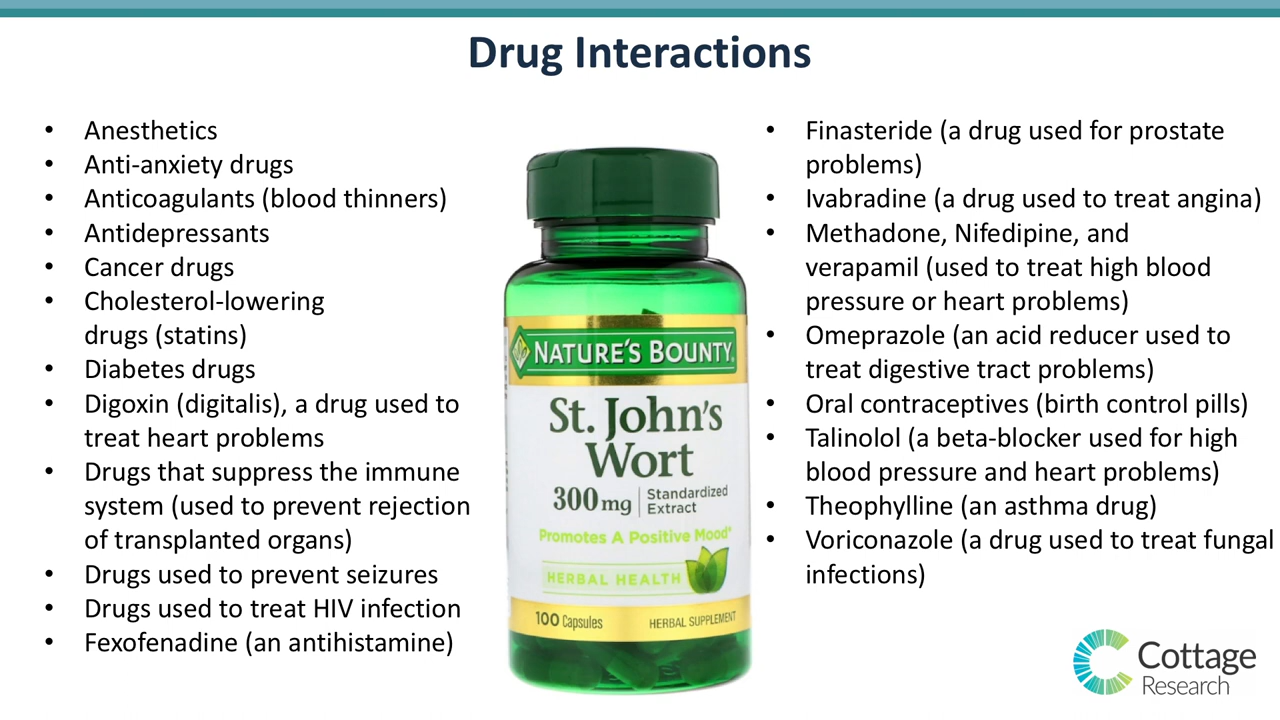 Drug Interactions
• Anesthetics
• Anti-anxiety drugs
• Anticoagulants (blood thinners)
• Antidepressants
• Cancer drugs
• Cholesterol-lowering
drugs (statins)
• Diabetes drugs
• Digoxin (digitalis), a drug used to
treat heart problems
• Drugs that suppress the immune
system (used to prevent rejection
of transplanted organs)
• Drugs used to prevent seizures
• Drugs used to treat HIV infection
• Fexofenadine (an antihistamine)
NATURE'S BOUNTY®
St. John's
Wort
300 mg
Standardized
Extract
Promotes A Positive Mood*
HERBAL HEALTH
100 Capsules
HERBAL SUPPLEMENT
• Finasteride (a drug used for prostate
problems)
• Ivabradine (a drug used to treat angina)
• Methadone, Nifedipine, and
verapamil (used to treat high blood
pressure or heart problems)
• Omeprazole (an acid reducer used to
treat digestive tract problems)
• Oral contraceptives (birth control pills)
• Talinolol (a beta-blocker used for high
blood pressure and heart problems)
• Theophylline (an asthma drug)
• Voriconazole (a drug used to treat fungal
infections)
Cottage
Research